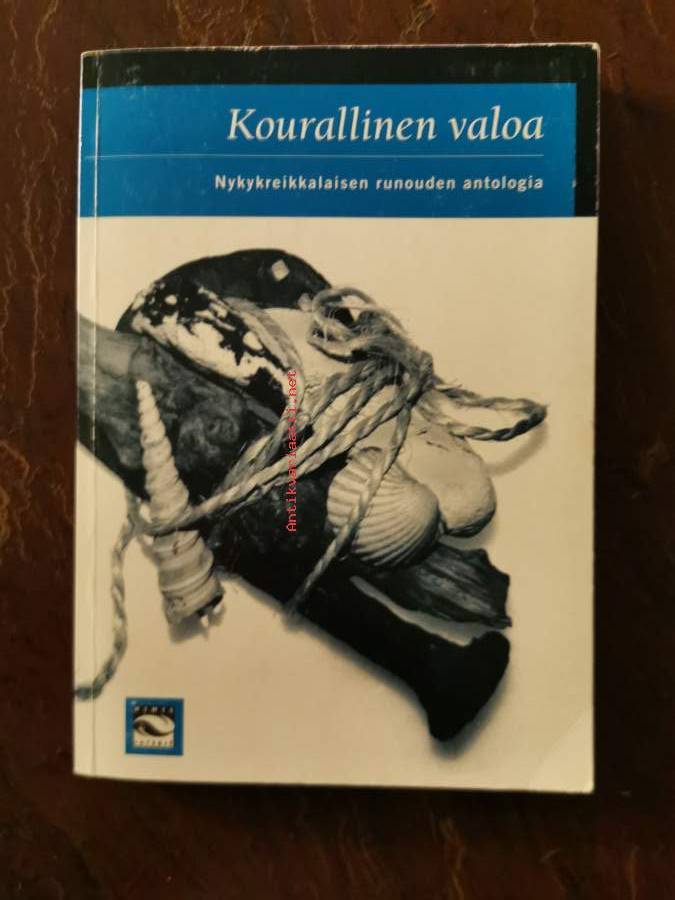 Kourallinen valoa
Nykykreikkalaisen runouden antologia
Antikvariaatti.net